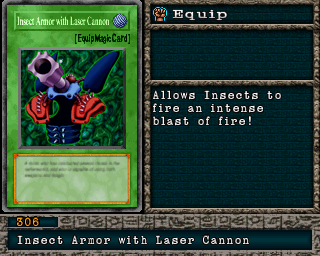 Insect Armor with Laser Cannon
[EquipMagicCard]
Equip
Allows Insects to
fire an intense
blast of fire!
306
Insect Armor with Laser Cannon